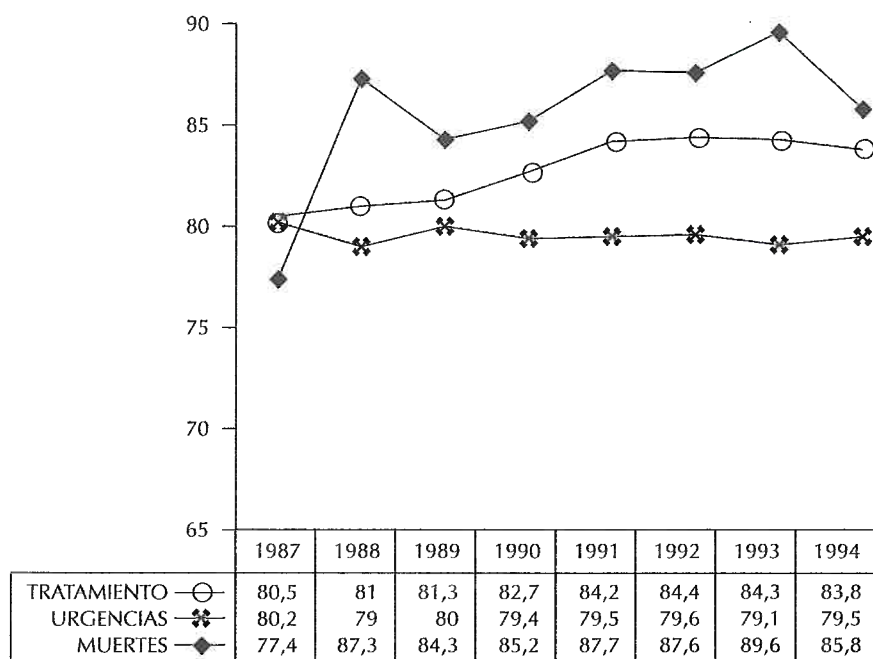 90
85
80
75
70
65
1987 1988 1989 1990 1991 1992 1993 1994
TRATAMIENTO 80,5 81 81,3 82,7 84,2 84,4 84,3 83,8
URGENCIAS 80,2 79 80 79,4 79,5 79,6 79,1 79,5
MUERTES 77,4 87,3 84,3 85,2 87,7 87,6 89,6 85,8